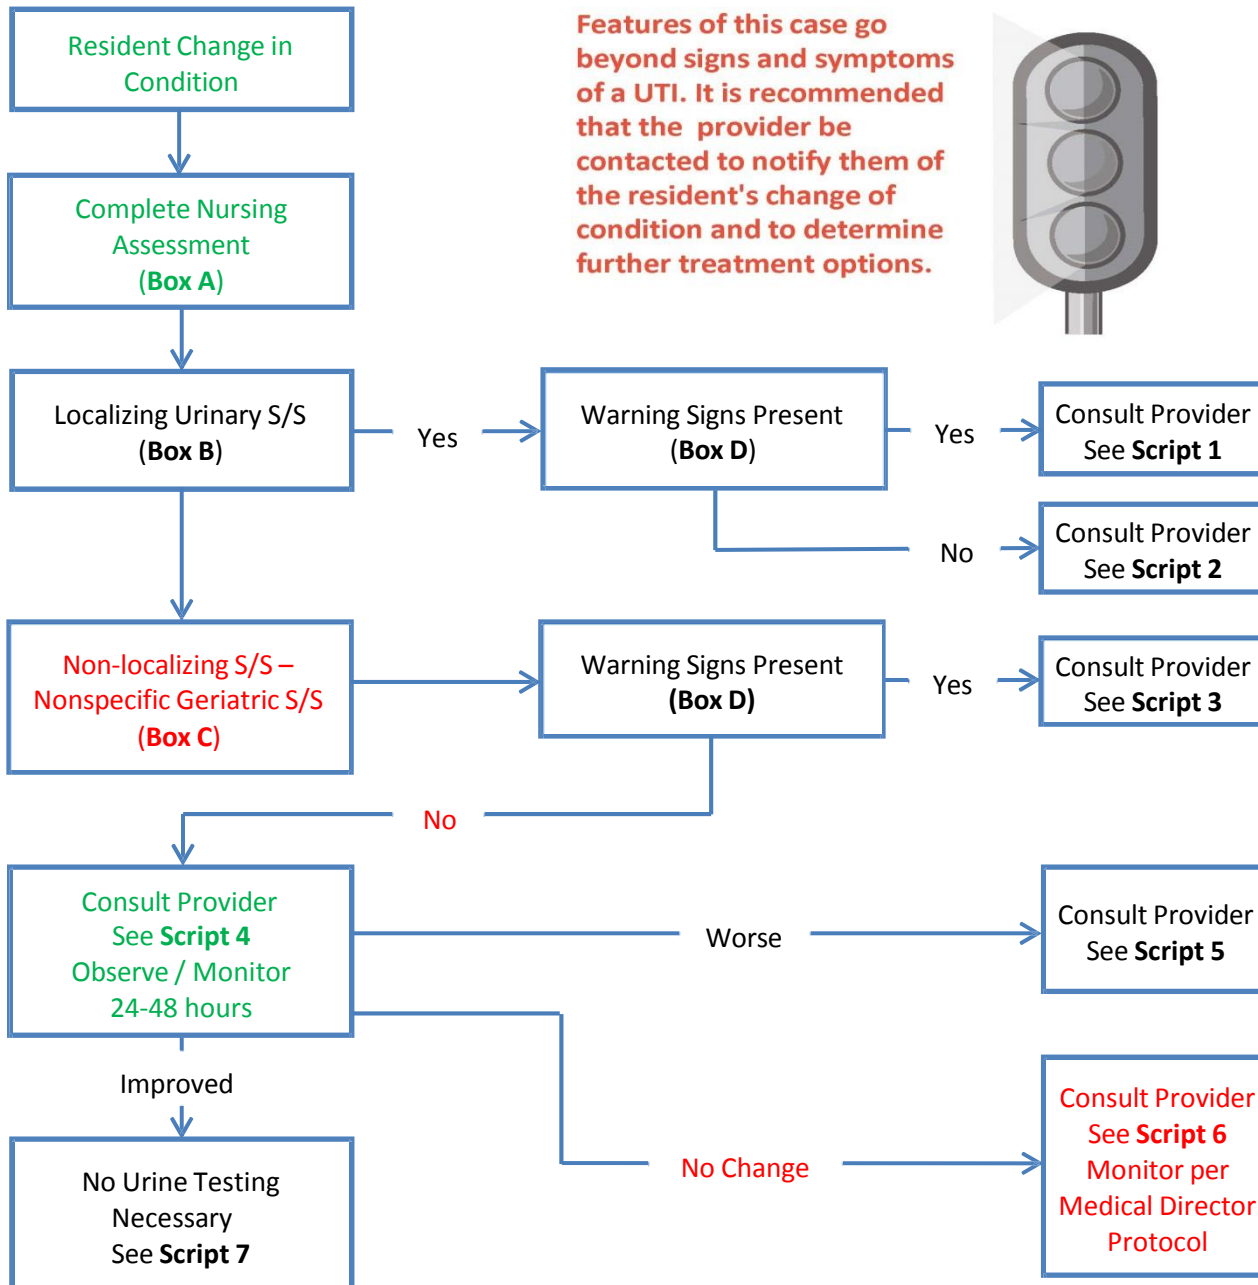 Resident Change in
Condition
Features of this case go
beyond signs and symptoms
of a UTI. It is recommended
that the provider be
contacted to notify them of
the resident's change of
condition and to determine
further treatment options.
Complete Nursing
Assessment
(Box A)
Localizing Urinary S/S
(Box B)
Yes
Warning Signs Present
(Box D)
Yes
Consult Provider
See Script 1
No
Consult Provider
See Script 2
Non-localizing S/S –
Nonspecific Geriatric S/S
(Box C)
Warning Signs Present
(Box D)
Yes
Consult Provider
See Script 3
No
Consult Provider
See Script 4
Observe / Monitor
24-48 hours
Worse
Consult Provider
See Script 5
Improved
No Change
Consult Provider
See Script 6
Monitor per
Medical Director
Protocol
No Urine Testing
Necessary
See Script 7